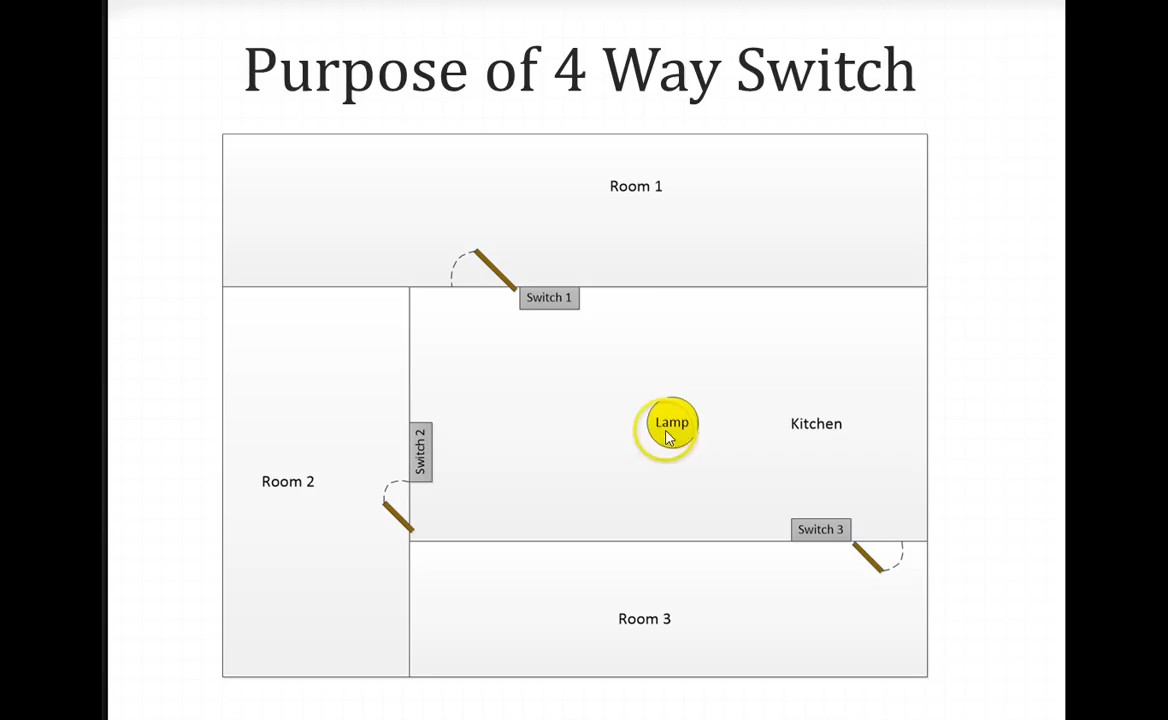 Purpose of 4 Way Switch
Room 1
Switch 1
Lamp
Kitchen
Switch 2
Room 2
Switch 3
Room 3